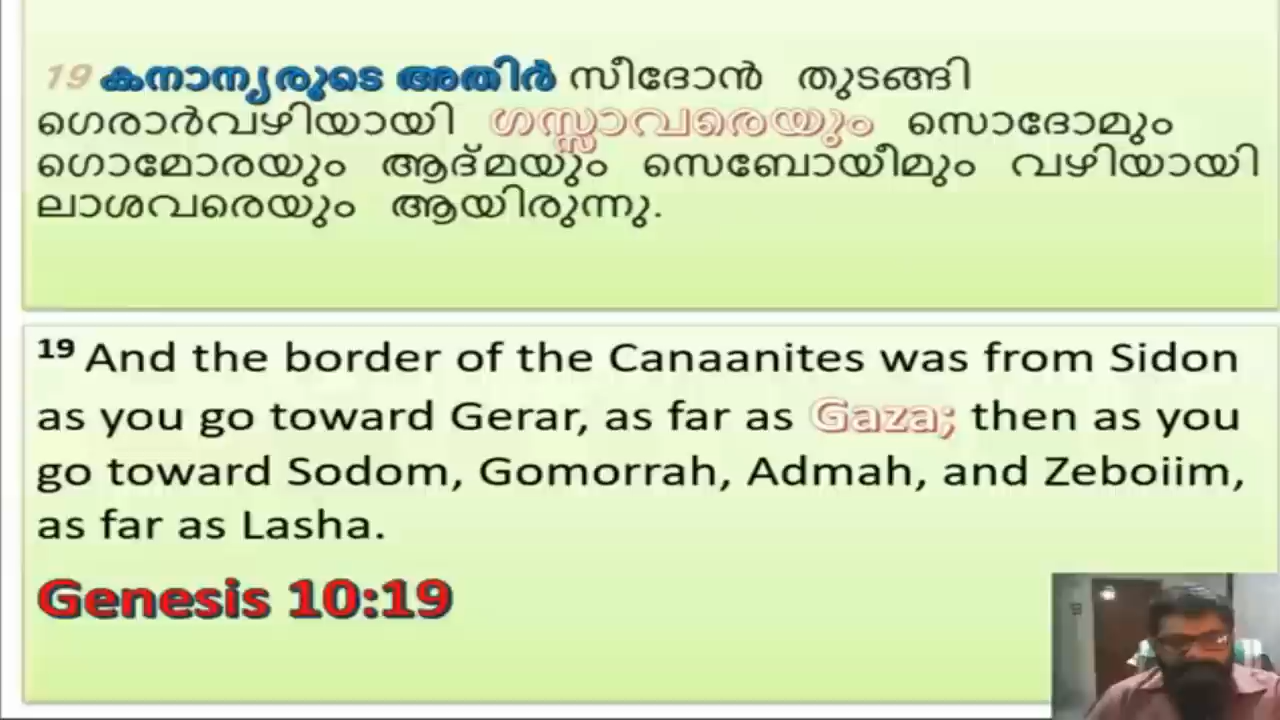 19 കനാന്യരുടെ അതിർ സീദോൻ തുടങ്ങി
ഗെരാർവഴിയായി ഗസ്സാവരെയും സൊദോമും
ഗൊമോരയും ആദ്മയും സെബോയീമും വഴിയായി
ലാശവരെയും ആയിരുന്നു.
19 And the border of the Canaanites was from Sidon
as you go toward Gerar, as far as Gaza; then as you
go toward Sodom, Gomorrah, Admah, and Zeboiim,
as far as Lasha.
Genesis 10:19